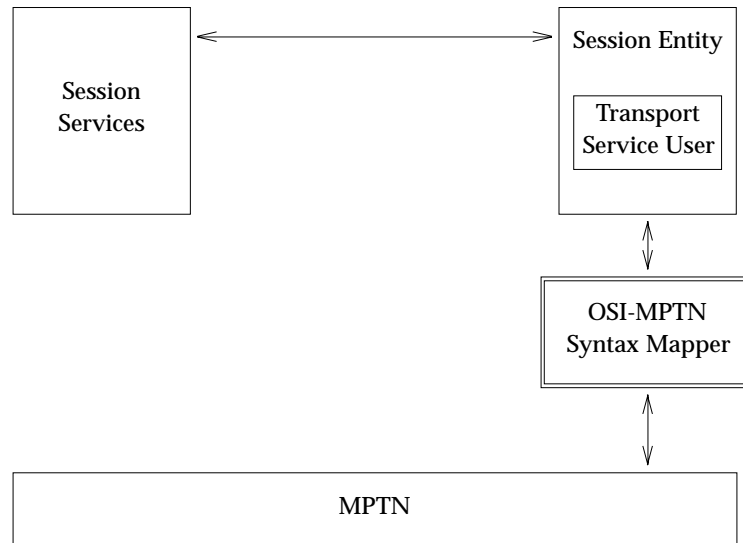 Session
Services
Session Entity
Transport
Service User
OSI-MPTN
Syntax Mapper
MPTN